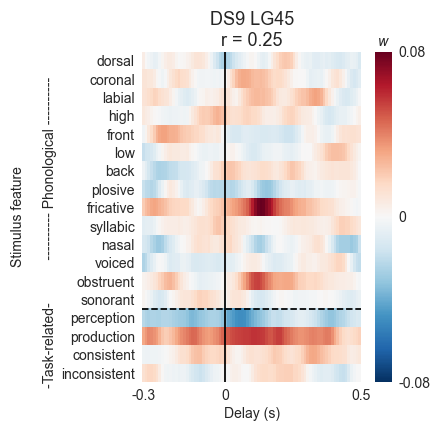 DS9 LG45
r = 0.25
w
0.08
0
-0.08
Stimulus feature
---------- Phonological ----------
-Task-related-
dorsal
coronal
labial
high
front
low
back
plosive
fricative
syllabic
nasal
voiced
obstruent
sonorant
perception
production
consistent
inconsistent
-0.3
0
0.5
Delay (s)